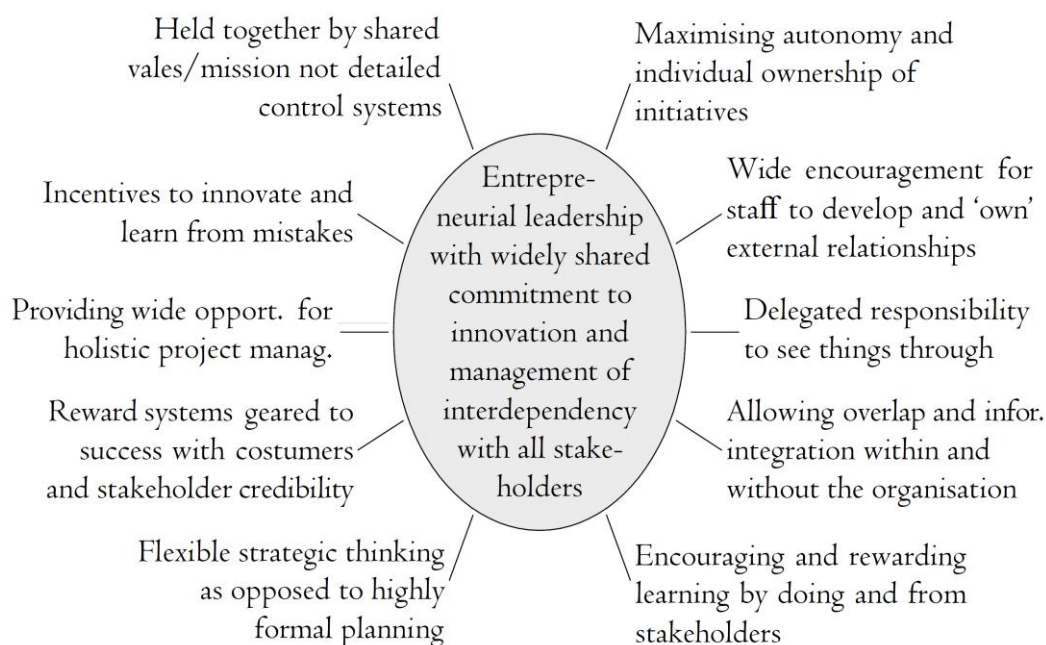 Held together by shared
vales/mission not detailed
control systems
Maximising autonomy and
individual ownership of
initiatives
Incentives to innovate and
learn from mistakes
Wide encouragement for
staff to develop and ‘own’
external relationships
Entrepre-
neurial leadership
with widely shared
commitment to
innovation and
management of
interdependency
with all stake-
holders
Providing wide opport. for
holistic project manag.
Delegated responsibility
to see things through
Reward systems geared to
success with costumers
and stakeholder credibility
Allowing overlap and infor.
integration within and
without the organisation
Flexible strategic thinking
as opposed to highly
formal planning
Encouraging and rewarding
learning by doing and from
stakeholders